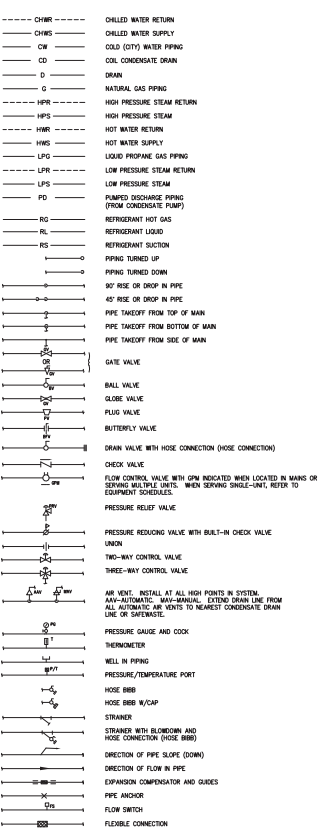 CHWR CHILLED WATER RETURN
CHWS CHILLED WATER SUPPLY
CW COLD (CITY) WATER PIPING
CD COIL CONDENSATE DRAIN
D DRAIN
G NATURAL GAS PIPING
HPR HIGH PRESSURE STEAM RETURN
HPS HIGH PRESSURE STEAM
HWR HOT WATER RETURN
HWS HOT WATER SUPPLY
LPG LIQUID PROPANE GAS PIPING
LPR LOW PRESSURE STEAM RETURN
LPS LOW PRESSURE STEAM
PD PUMPED DISCHARGE PIPING
(FROM CONDENSATE PUMP)
RG REFRIGERANT HOT GAS
RL REFRIGERANT LIQUID
RS REFRIGERANT SUCTION
PIPING TURNED UP
PIPING TURNED DOWN
90° RISE OR DROP IN PIPE
45° RISE OR DROP IN PIPE
PIPE TAKEOFF FROM TOP OF MAIN
PIPE TAKEOFF FROM BOTTOM OF MAIN
PIPE TAKEOFF FROM SIDE OF MAIN
GV
OR GATE VALVE
GV
BV BALL VALVE
GLOBE VALVE
GV
PLUG VALVE
PV
BUTTERFLY VALVE
BFV
DRAIN VALVE WITH HOSE CONNECTION (HOSE CONNECTION)
CHECK VALVE
FLOW CONTROL VALVE WITH GPM INDICATED WHEN LOCATED IN MAINS OR
GPM SERVING MULTIPLE UNITS. WHEN SERVING SINGLE-UNIT, REFER TO
EQUIPMENT SCHEDULES.
PRV PRESSURE RELIEF VALVE
PRESSURE REDUCING VALVE WITH BUILT-IN CHECK VALVE
UNION
TWO-WAY CONTROL VALVE
THREE-WAY CONTROL VALVE
AAV MAV AIR VENT. INSTALL AT ALL HIGH POINTS IN SYSTEM.
AAV-AUTOMATIC. MAV-MANUAL. EXTEND DRAIN LINE FROM
ALL AUTOMATIC AIR VENTS TO NEAREST CONDENSATE DRAIN
LINE OR SAFEWASTE.
PG
PRESSURE GAUGE AND COCK
T THERMOMETER
WELL IN PIPING
P/T PRESSURE/TEMPERATURE PORT
HOSE BIBB
HOSE BIBB W/CAP
STRAINER
STRAINER WITH BLOWDOWN AND
HOSE CONNECTION (HOSE BIBB)
DIRECTION OF PIPE SLOPE (DOWN)
DIRECTION OF FLOW IN PIPE
EXPANSION COMPENSATOR AND GUIDES
PIPE ANCHOR
FS FLOW SWITCH
FLEXIBLE CONNECTION